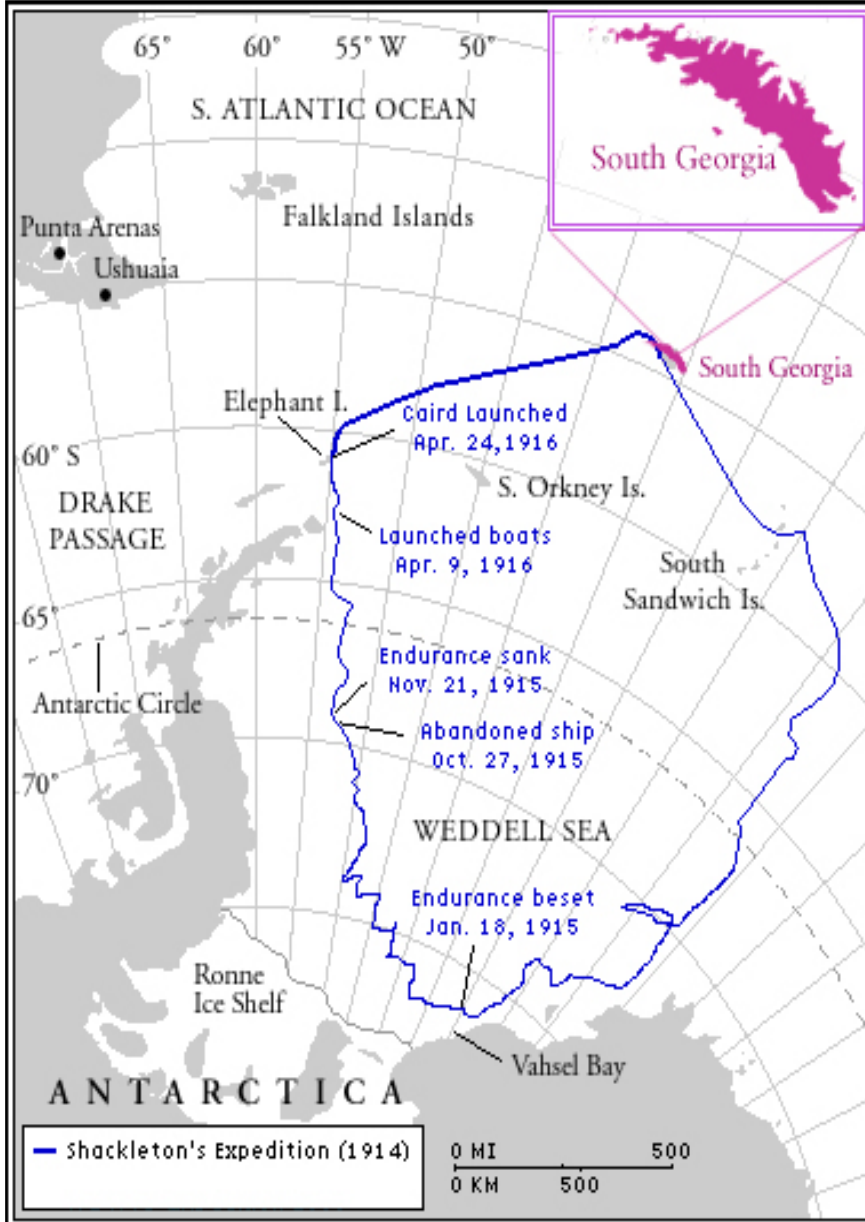 65°
60°
55° W
50°
S. ATLANTIC OCEAN
South Georgia
Falkland Islands
Punta Arenas
Ushuaia
South Georgia
Elephant I.
Caird Launched
Apr. 24,1916
60° S
S. Orkney Is.
DRAKE
PASSAGE
Launched boats
Apr. 9, 1916
South
Sandwich Is.
65°
Endurance sank
Nov. 21, 1915
Antarctic Circle
Abandoned ship
Oct. 27, 1915
70°
WEDDELL SEA
Endurance beset
Jan. 18, 1915
Ronne
Ice Shelf
Vahsel Bay
ANTARCTICA
Shackleton's Expedition (1914)
0 MI 500
0 KM 500